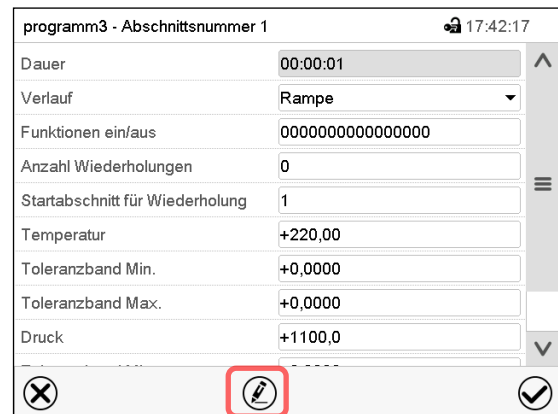 programm3 - Abschnittsnummer 1 17:42:17
Dauer 00:00:01
Verlauf Rampe
Funktionen ein/aus 0000000000000000
Anzahl Wiederholungen 0
Startabschnitt für Wiederholung 1
Temperatur +220,00
Toleranzband Min. +0,0000
Toleranzband Max. +0,0000
Druck +1100,0